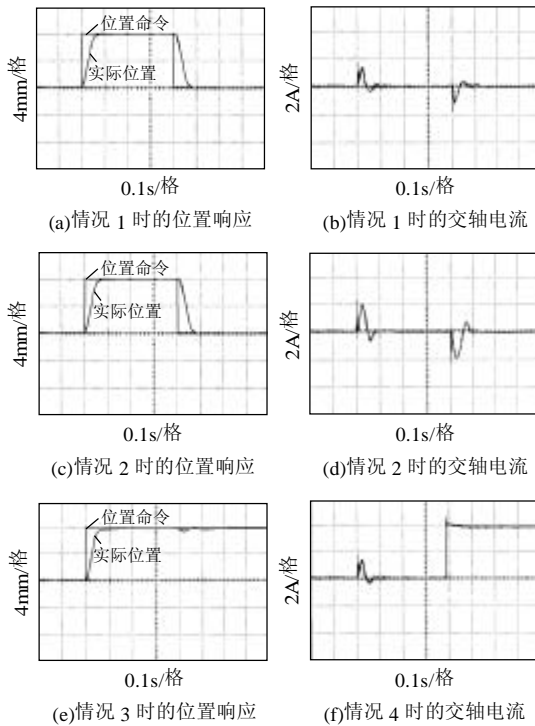 4mm/格
位置命令
实际位置
0.1s/格
(a)情况 1 时的位置响应
2A/格
0.1s/格
(b)情况 1 时的交轴电流
4mm/格
位置命令
实际位置
0.1s/格
(c)情况 2 时的位置响应
2A/格
0.1s/格
(d)情况 2 时的交轴电流
4mm/格
位置命令
实际位置
0.1s/格
(e)情况 3 时的位置响应
2A/格
0.1s/格
(f)情况 4 时的交轴电流